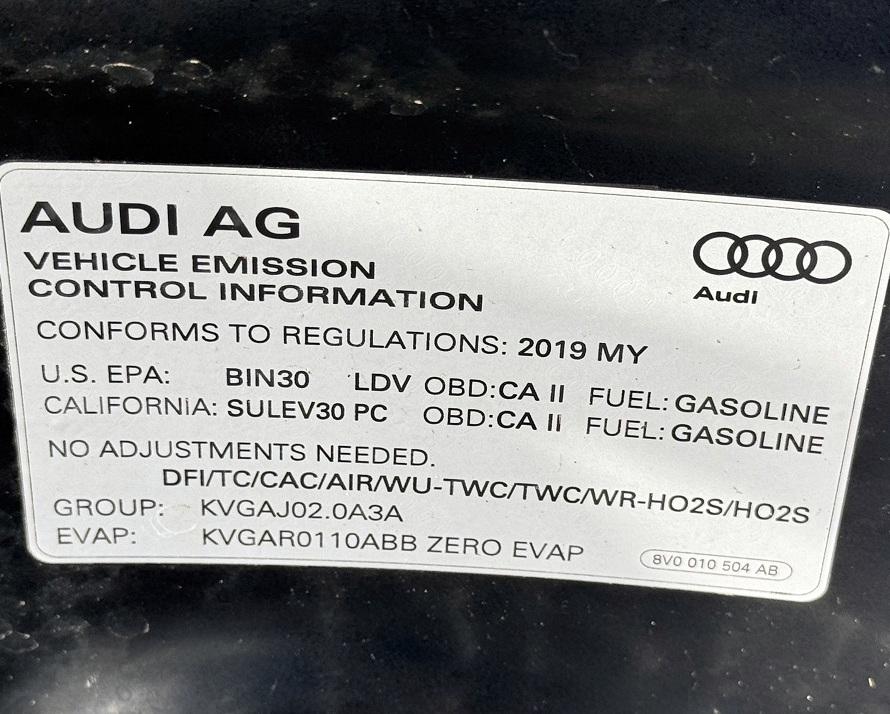 AUDI AG
Audi
VEHICLE EMISSION
CONTROL INFORMATION
CONFORMS TO REGULATIONS: 2019 MY
U.S. EPA: BIN30 LDV OBD:CA II FUEL: GASOLINE
CALIFORNIA: SULEV30 PC OBD:CA II FUEL: GASOLINE
NO ADJUSTMENTS NEEDED.
DFI/TC/CAC/AIR/WU-TWC/TWC/WR-HO2S/HO2S
GROUP: KVGAJ02.0A3A
EVAP: KVGAR0110ABB ZERO EVAP
8V0 010 504 AB